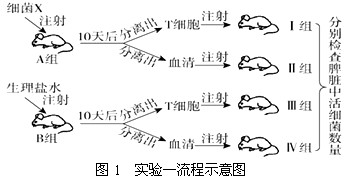 细菌X
注射
A组
10天后
分离出
T细胞
注射
Ⅰ组
分离出
血清
注射
Ⅱ组
生理盐水
注射
B组
10天后
分离出
T细胞
注射
Ⅲ组
分离出
血清
注射
Ⅳ组
分别检查脾脏中活细菌数量
图 1 实验一流程示意图